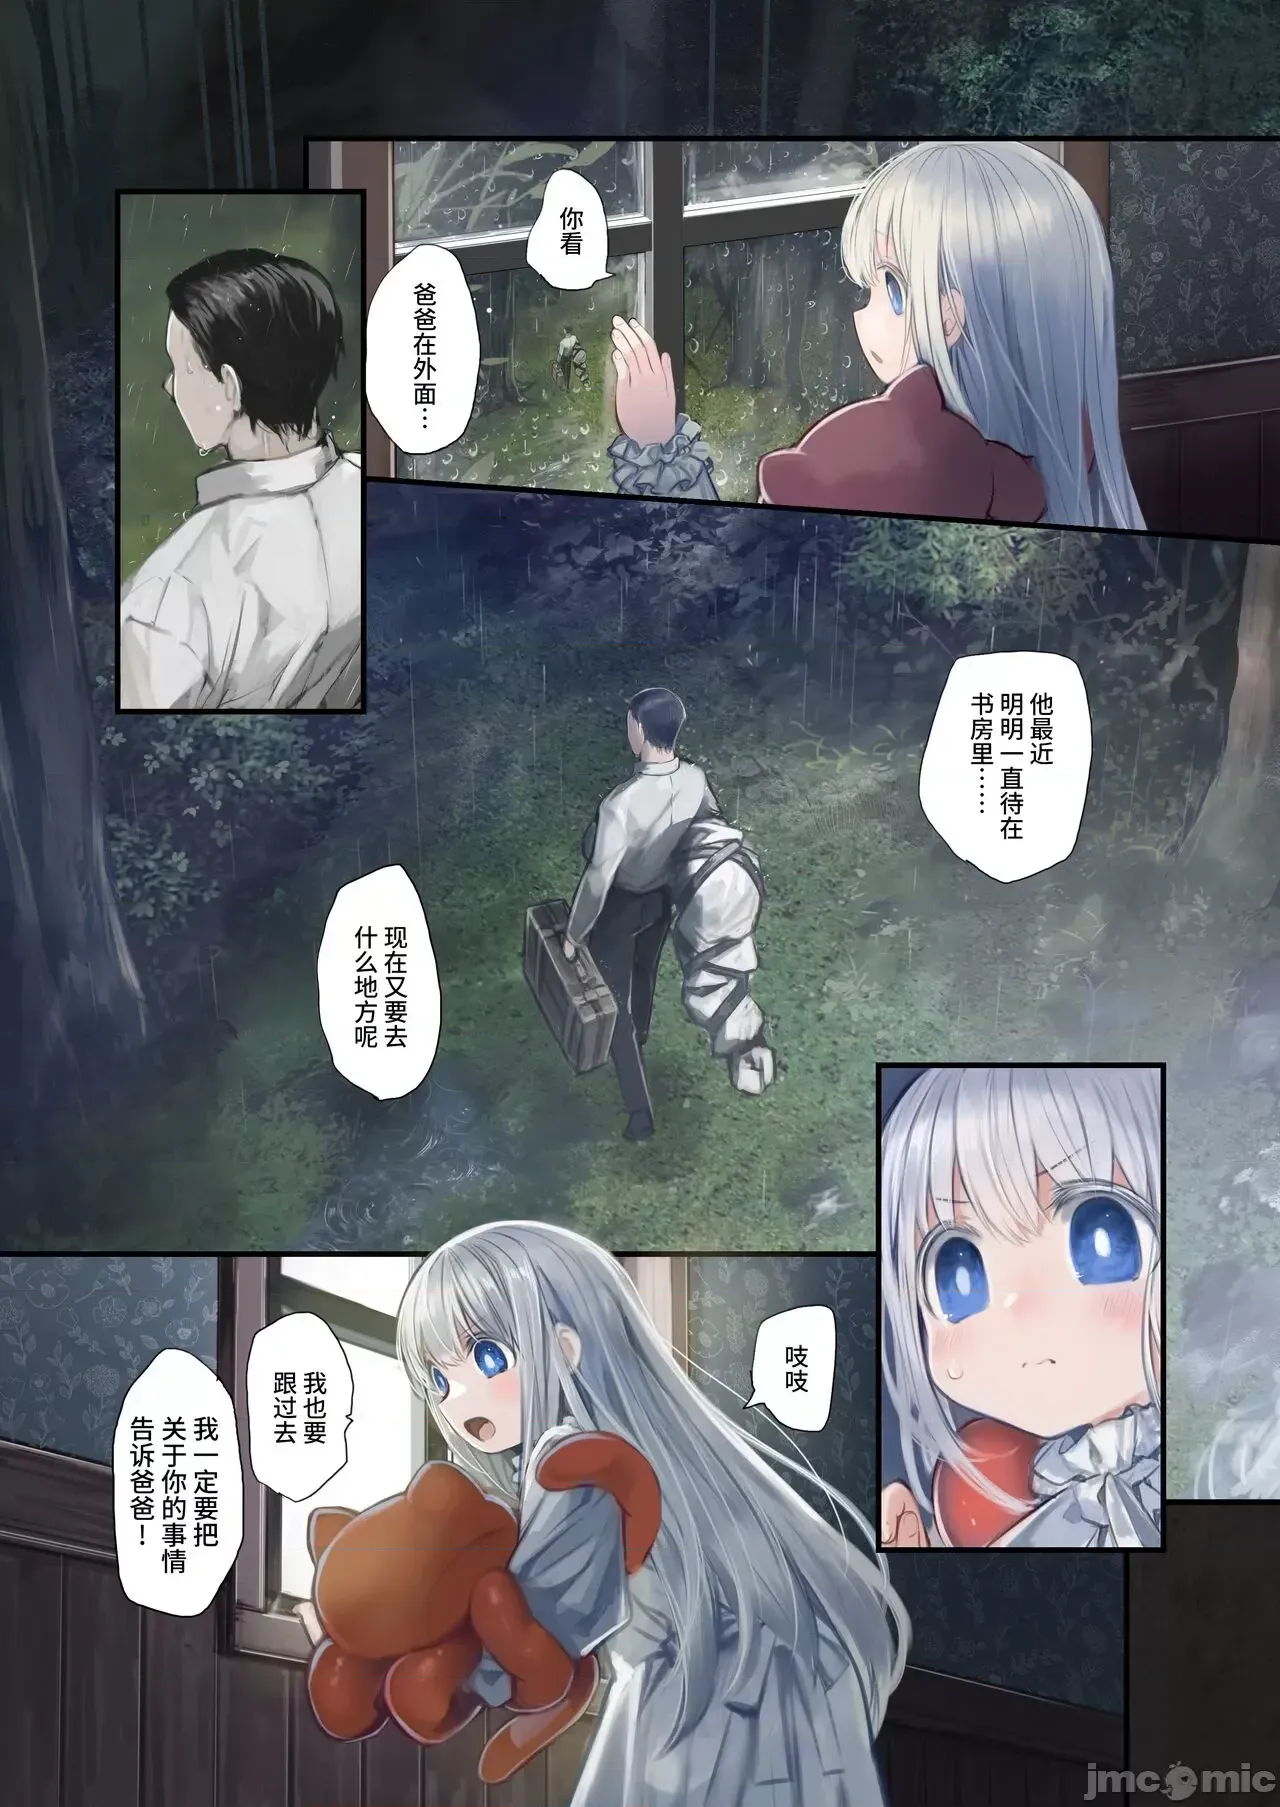 你看
爸爸在外面…
他最近
明明一直待在
书房里……
现在又要去
什么地方呢
吱吱
我也要
跟过去
我一定要把
关于你的事情
告诉爸爸！
jmcomic